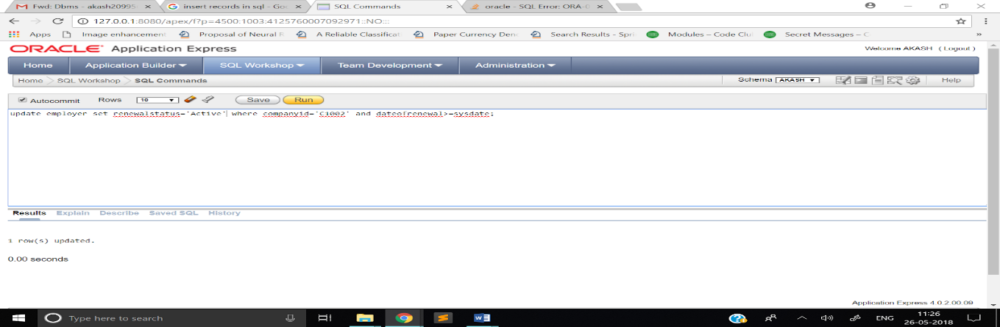 Fwd: Dbms - akash20995
insert records in sql - Goo
SQL Commands
oracle - SQL Error: ORA-0
127.0.0.1:8080/apex/f?p=4500:1003:4125760007092971::NO:::
Apps Image enhancement Proposal of Neural R A Reliable Classificat Paper Currency Deno Search Results - Spri Modules – Code Clu Secret Messages – C »
ORACLE Application Express
Welcome AKASH (Logout)
Home Application Builder SQL Workshop Team Development Administration
Home > SQL Workshop > SQL Commands
Schema AKASH Help
Autocommit Rows 10 Save Run
update employer set renewalstatus='Active' where companyid='C1002' and dateofrenewal>=sysdate;
Results Explain Describe Saved SQL History
1 row(s) updated.
0.00 seconds
Application Express 4.0.2.00.09
Type here to search
ENG
11:26
26-05-2018